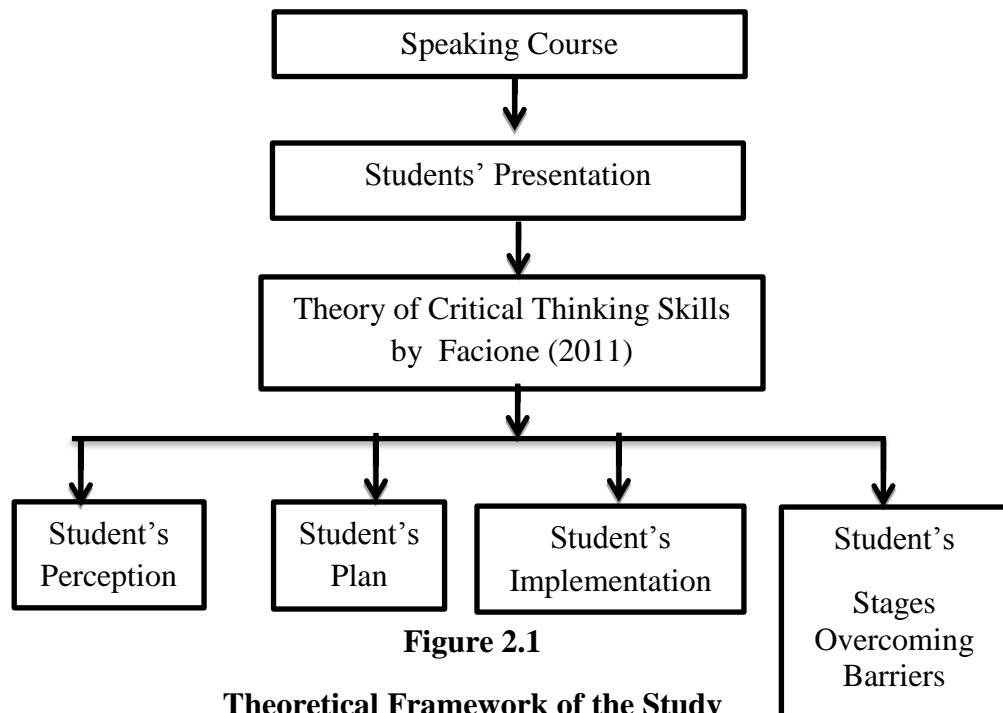 Speaking Course
Students’ Presentation
Theory of Critical Thinking Skills
by Facione (2011)
Student’s
Perception
Student’s
Plan
Student’s
Implementation
Student’s
Stages
Overcoming
Barriers
Figure 2.1
Theoretical Framework of the Study